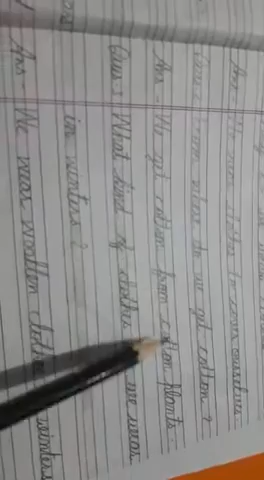 Ans - We wear clothes to cover ourselves.
Ques - From where do we get cotton ?
Ans - We get cotton from cotton plants.
Ques - What kind of clothes we wear
in winters ?
Ans - We wear woollen clothes winters